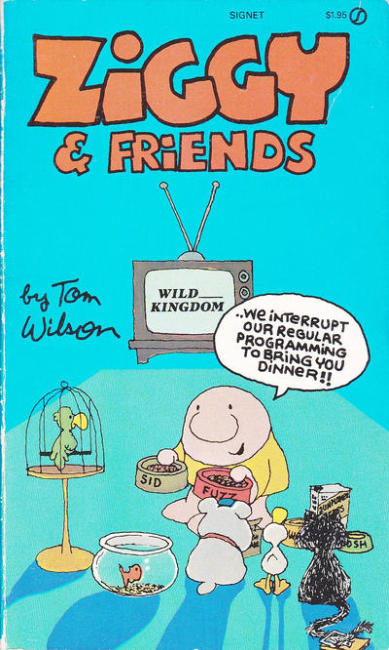 SIGNET
$1.95
ZiGGY
& FRiENDS
by Tom
Wilson
WILD
KINGDOM
..WE iNTERRUPT
OUR REGULAR
PROGRAMMING
TO BRING YOU
DiNNER!!
SID
FUZZ